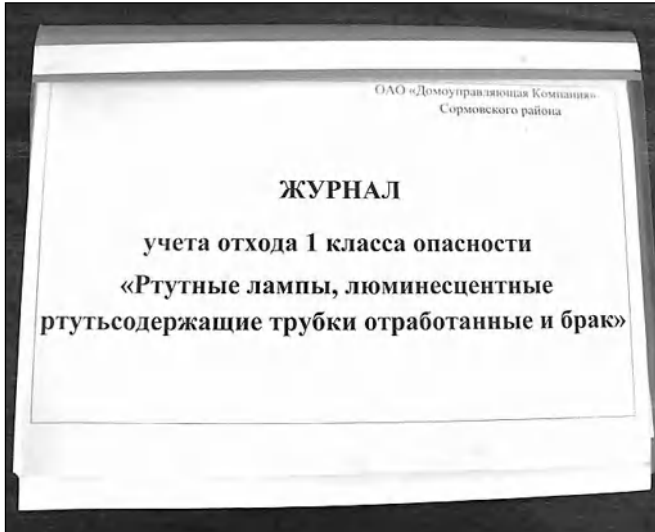 ОАО «Домоуправляющая Компания»
Сормовского района
ЖУРНАЛ
учета отхода 1 класса опасности
«Ртутные лампы, люминесцентные
ртутьсодержащие трубки отработанные и брак»